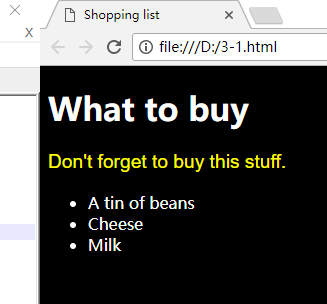 Shopping list
file:///D:/3-1.html
What to buy
Don't forget to buy this stuff.
A tin of beans
Cheese
Milk